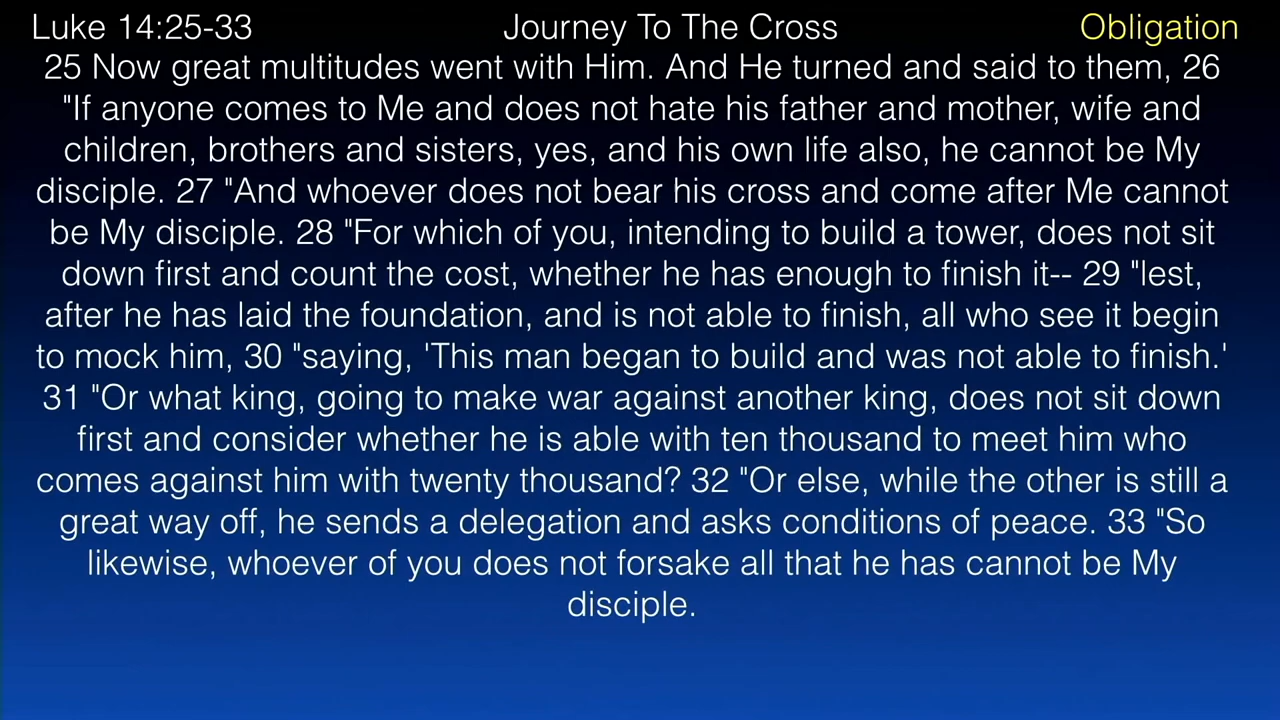 Luke 14:25-33 Journey To The Cross Obligation
25 Now great multitudes went with Him. And He turned and said to them, 26
"If anyone comes to Me and does not hate his father and mother, wife and
children, brothers and sisters, yes, and his own life also, he cannot be My
disciple. 27 "And whoever does not bear his cross and come after Me cannot
be My disciple. 28 "For which of you, intending to build a tower, does not sit
down first and count the cost, whether he has enough to finish it-- 29 "lest,
after he has laid the foundation, and is not able to finish, all who see it begin
to mock him, 30 "saying, 'This man began to build and was not able to finish.'
31 "Or what king, going to make war against another king, does not sit down
first and consider whether he is able with ten thousand to meet him who
comes against him with twenty thousand? 32 "Or else, while the other is still a
great way off, he sends a delegation and asks conditions of peace. 33 "So
likewise, whoever of you does not forsake all that he has cannot be My
disciple.